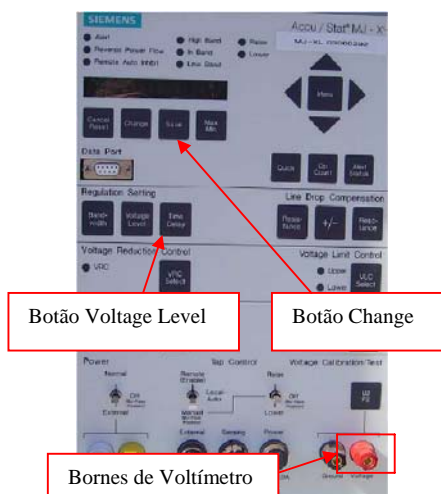 SIEMENS
Accu / Stat® MJ - X
Alert
High Band
Raise
Reverse Power Flow
In Band
Lower
Remote Auto Inhibit
Low Band
Menu
Cancel Reset
Change
Save
Max Min
Data Port
Quick
Op Count
Alert Status
Regulation Setting
Line Drop Compensation
Band-width
Voltage Level
Time Delay
Resis-tance
+/-
Reac-tance
Voltage Reduction Control
Voltage Limit Control
VRC
VRC Select
Upper
Lower
VLC Select
Botão Voltage Level
Botão Change
Power
Tap Control
Voltage Calibration/Test
Normal
Remote
Raise
Off
Local-Auto
Off
External
Manual
Lower
External
Power
Ground
Voltage
Bornes de Voltímetro